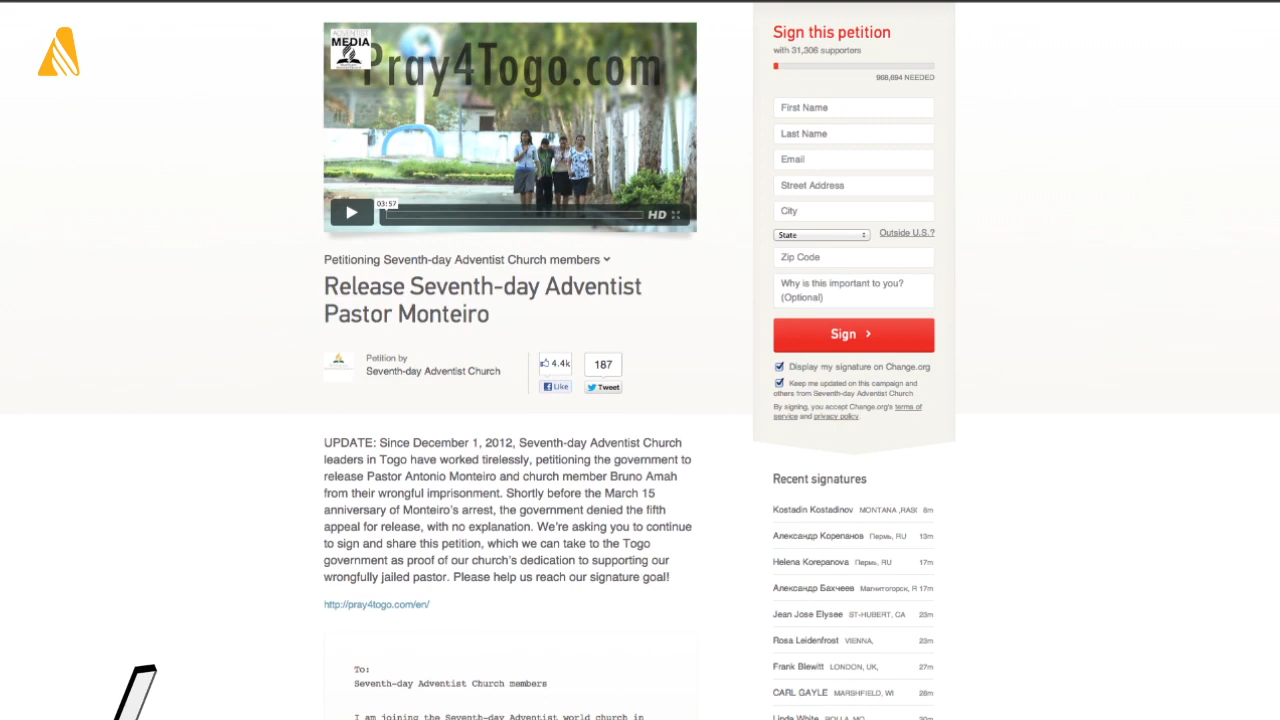 ADVENTIST
MEDIA
Pray4Togo.com
03:57
HD
Petitioning Seventh-day Adventist Church members
Release Seventh-day Adventist
Pastor Monteiro
Petition by
Seventh-day Adventist Church
4.4k
Like
187
Tweet
UPDATE: Since December 1, 2012, Seventh-day Adventist Church
leaders in Togo have worked tirelessly, petitioning the government to
release Pastor Antonio Monteiro and church member Bruno Amah
from their wrongful imprisonment. Shortly before the March 15
anniversary of Monteiro's arrest, the government denied the fifth
appeal for release, with no explanation. We're asking you to continue
to sign and share this petition, which we can take to the Togo
government as proof of our church's dedication to supporting our
wrongfully jailed pastor. Please help us reach our signature goal!
http://pray4togo.com/en/
To:
Seventh-day Adventist Church members
I am joining the Seventh-day Adventist world church in
Sign this petition
with 31,306 supporters
968,694 NEEDED
First Name
Last Name
Email
Street Address
City
State
Outside U.S.?
Zip Code
Why is this important to you?
(Optional)
Sign >
Display my signature on Change.org
Keep me updated on this campaign and
others from Seventh-day Adventist Church
By signing, you accept Change.org's terms of
service and privacy policy.
Recent signatures
Kostadin Kostadinov MONTANA ,RAS 8m
Александр Корепанов Пермь, RU 13m
Helena Korepanova Пермь, RU 17m
Александр Бахчеев Магнитогорск, R 17m
Jean Jose Elysee ST-HUBERT, CA 23m
Rosa Leidenfrost VIENNA, 23m
Frank Blewitt LONDON, UK, 27m
CARL GAYLE MARSHFIELD, WI 28m
Linda White ROLLA, MO 30m